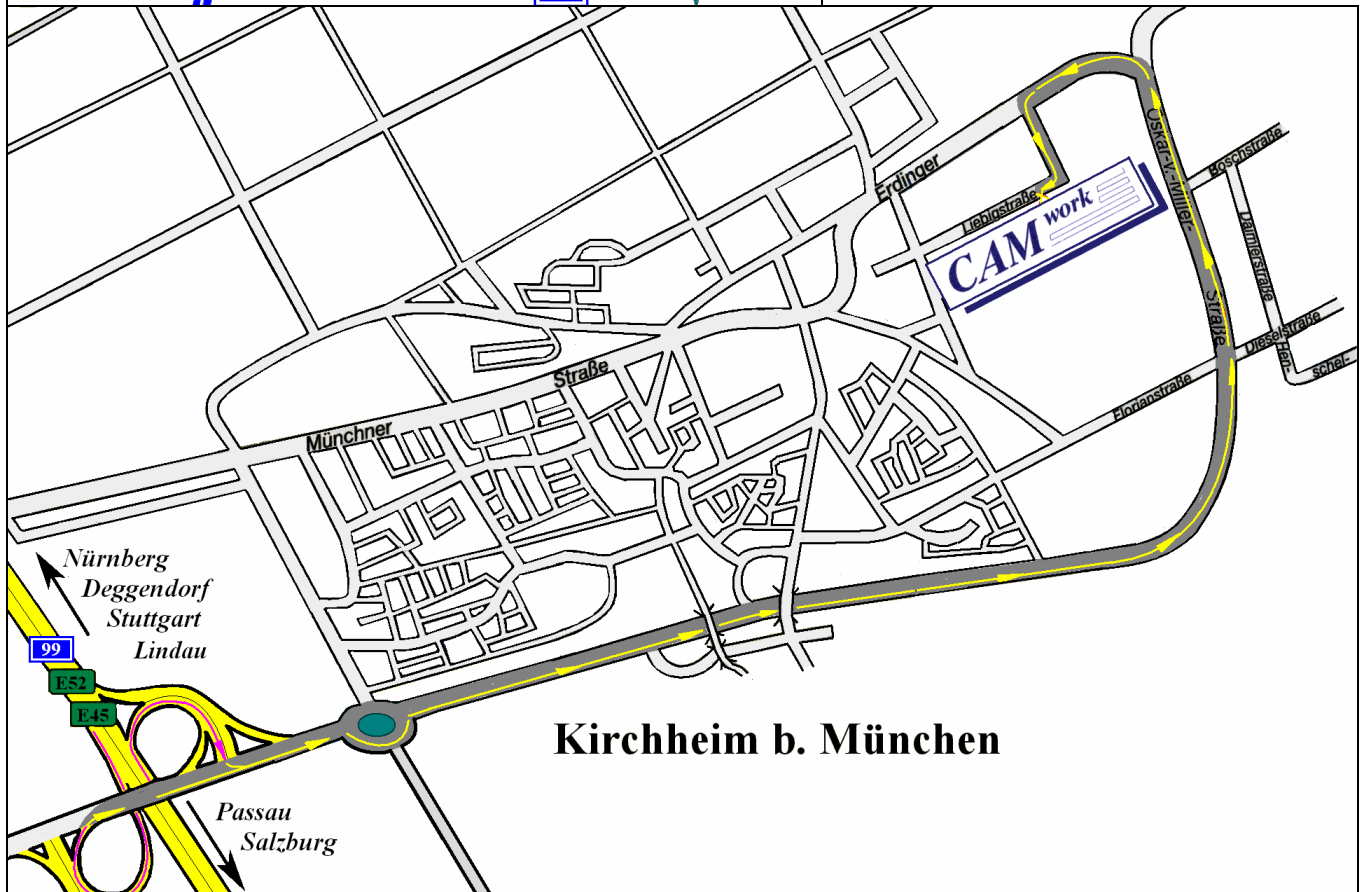 Oskar-v.-Miller-
Straße
Boschstraße
Daimlerstraße
Erdinger
Liebigstraße
CAM work
Dieselstraße
Hen-
schel-
Florianstraße
Straße
Münchner
Nürnberg
Deggendorf
Stuttgart
Lindau
99
E52
E45
Kirchheim b. München
Passau
Salzburg